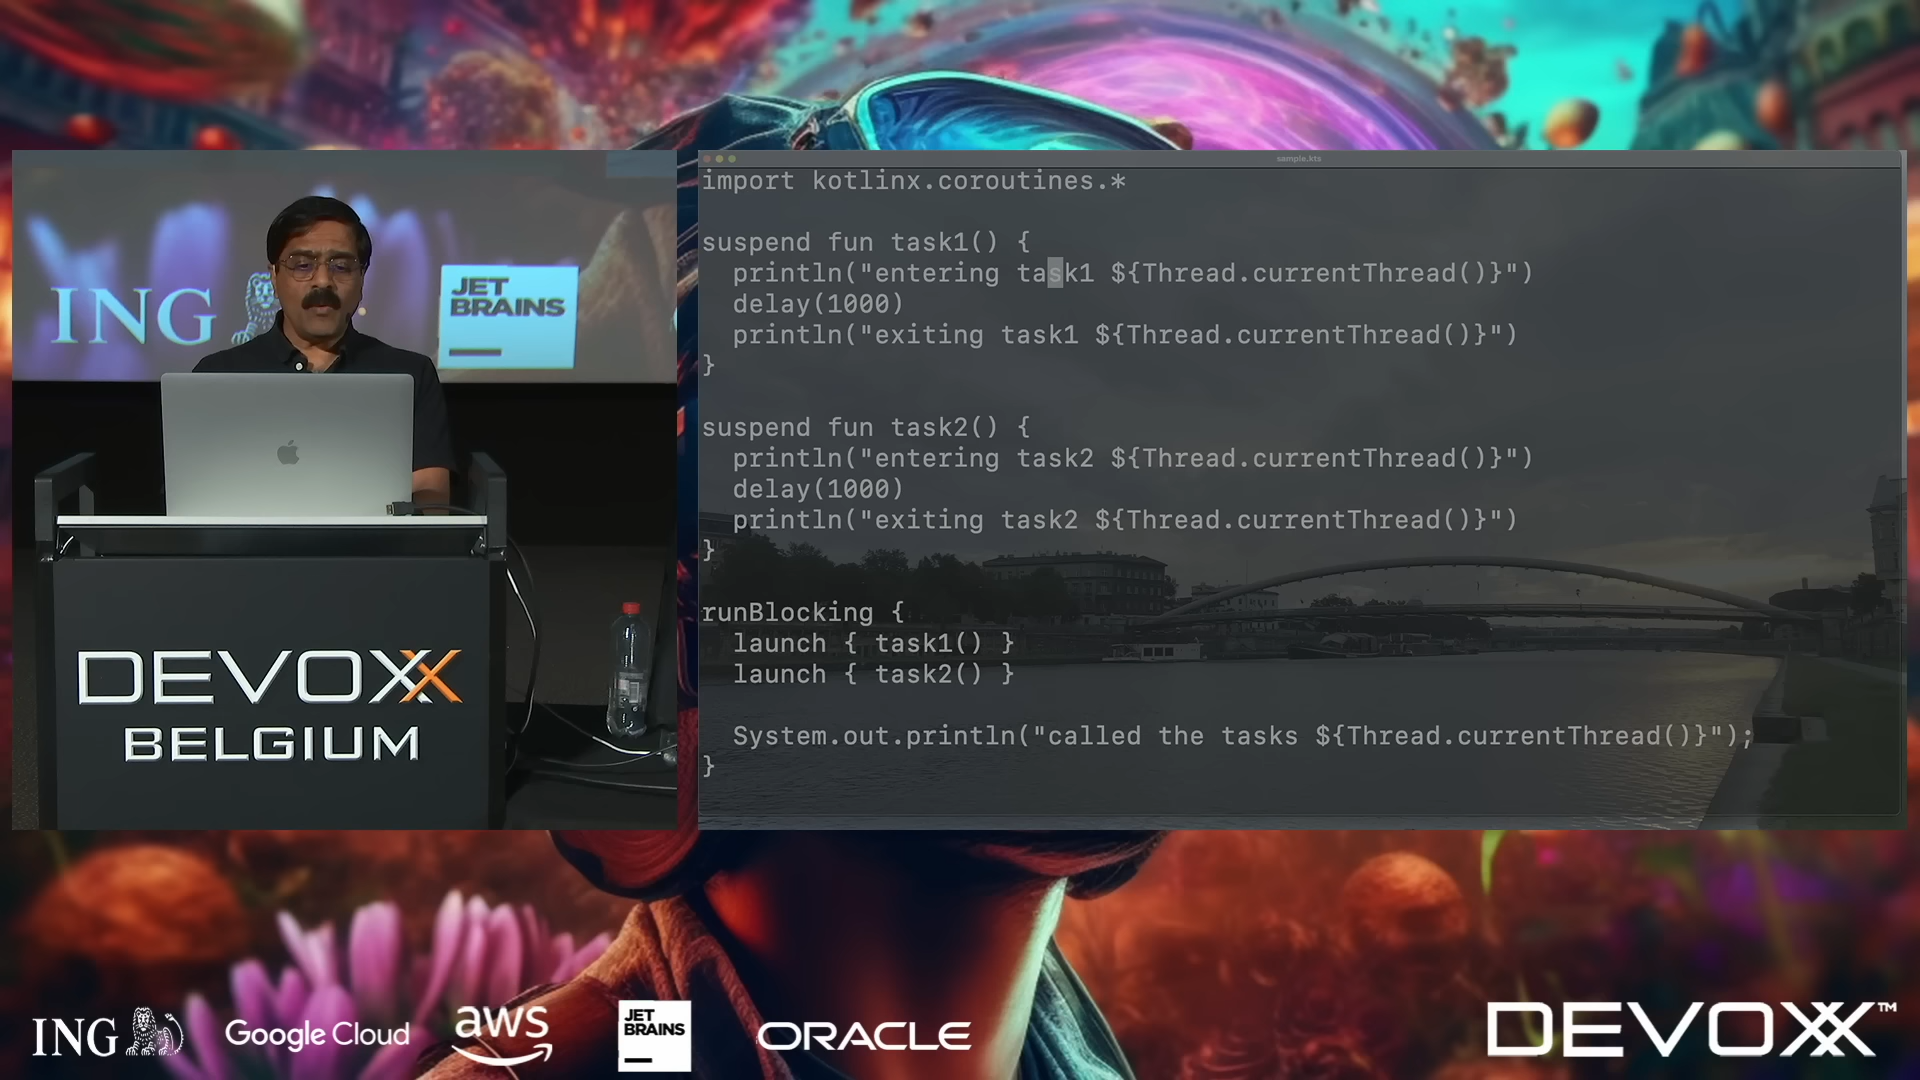 ING
JET
BRAINS
DEVOXX
BELGIUM
sample.kts
import kotlinx.coroutines.*
suspend fun task1() {
  println("entering task1 ${Thread.currentThread()}")
  delay(1000)
  println("exiting task1 ${Thread.currentThread()}")
}
suspend fun task2() {
  println("entering task2 ${Thread.currentThread()}")
  delay(1000)
  println("exiting task2 ${Thread.currentThread()}")
}
runBlocking {
  launch { task1() }
  launch { task2() }
  System.out.println("called the tasks ${Thread.currentThread()}");
}
ING
Google Cloud
aws
JET
BRAINS
ORACLE
DEVOXX™